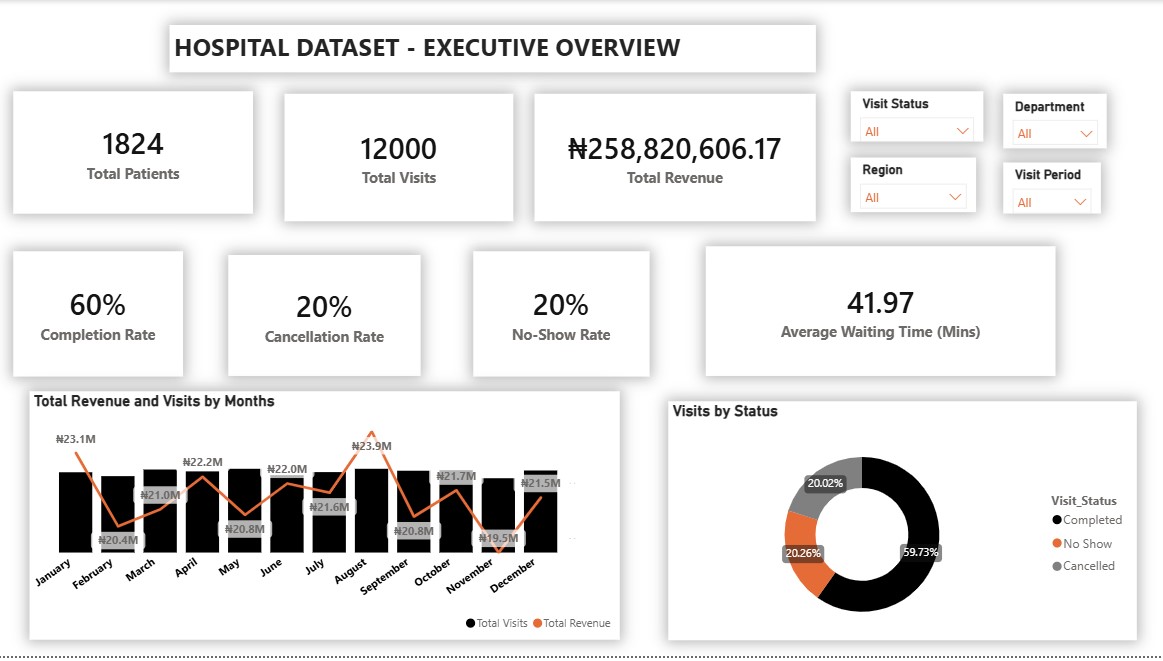 HOSPITAL DATASET - EXECUTIVE OVERVIEW
1824
Total Patients
12000
Total Visits
₦258,820,606.17
Total Revenue
Visit Status
All
Department
All
Region
All
Visit Period
All
60%
Completion Rate
20%
Cancellation Rate
20%
No-Show Rate
41.97
Average Waiting Time (Mins)
Total Revenue and Visits by Months
₦23.1M
₦20.4M
₦21.0M
₦22.2M
₦20.8M
₦22.0M
₦21.6M
₦23.9M
₦20.8M
₦21.7M
₦19.5M
₦21.5M
January
February
March
April
May
June
July
August
September
October
November
December
Total Visits
Total Revenue
Visits by Status
20.02%
20.26%
59.73%
Visit_Status
Completed
No Show
Cancelled